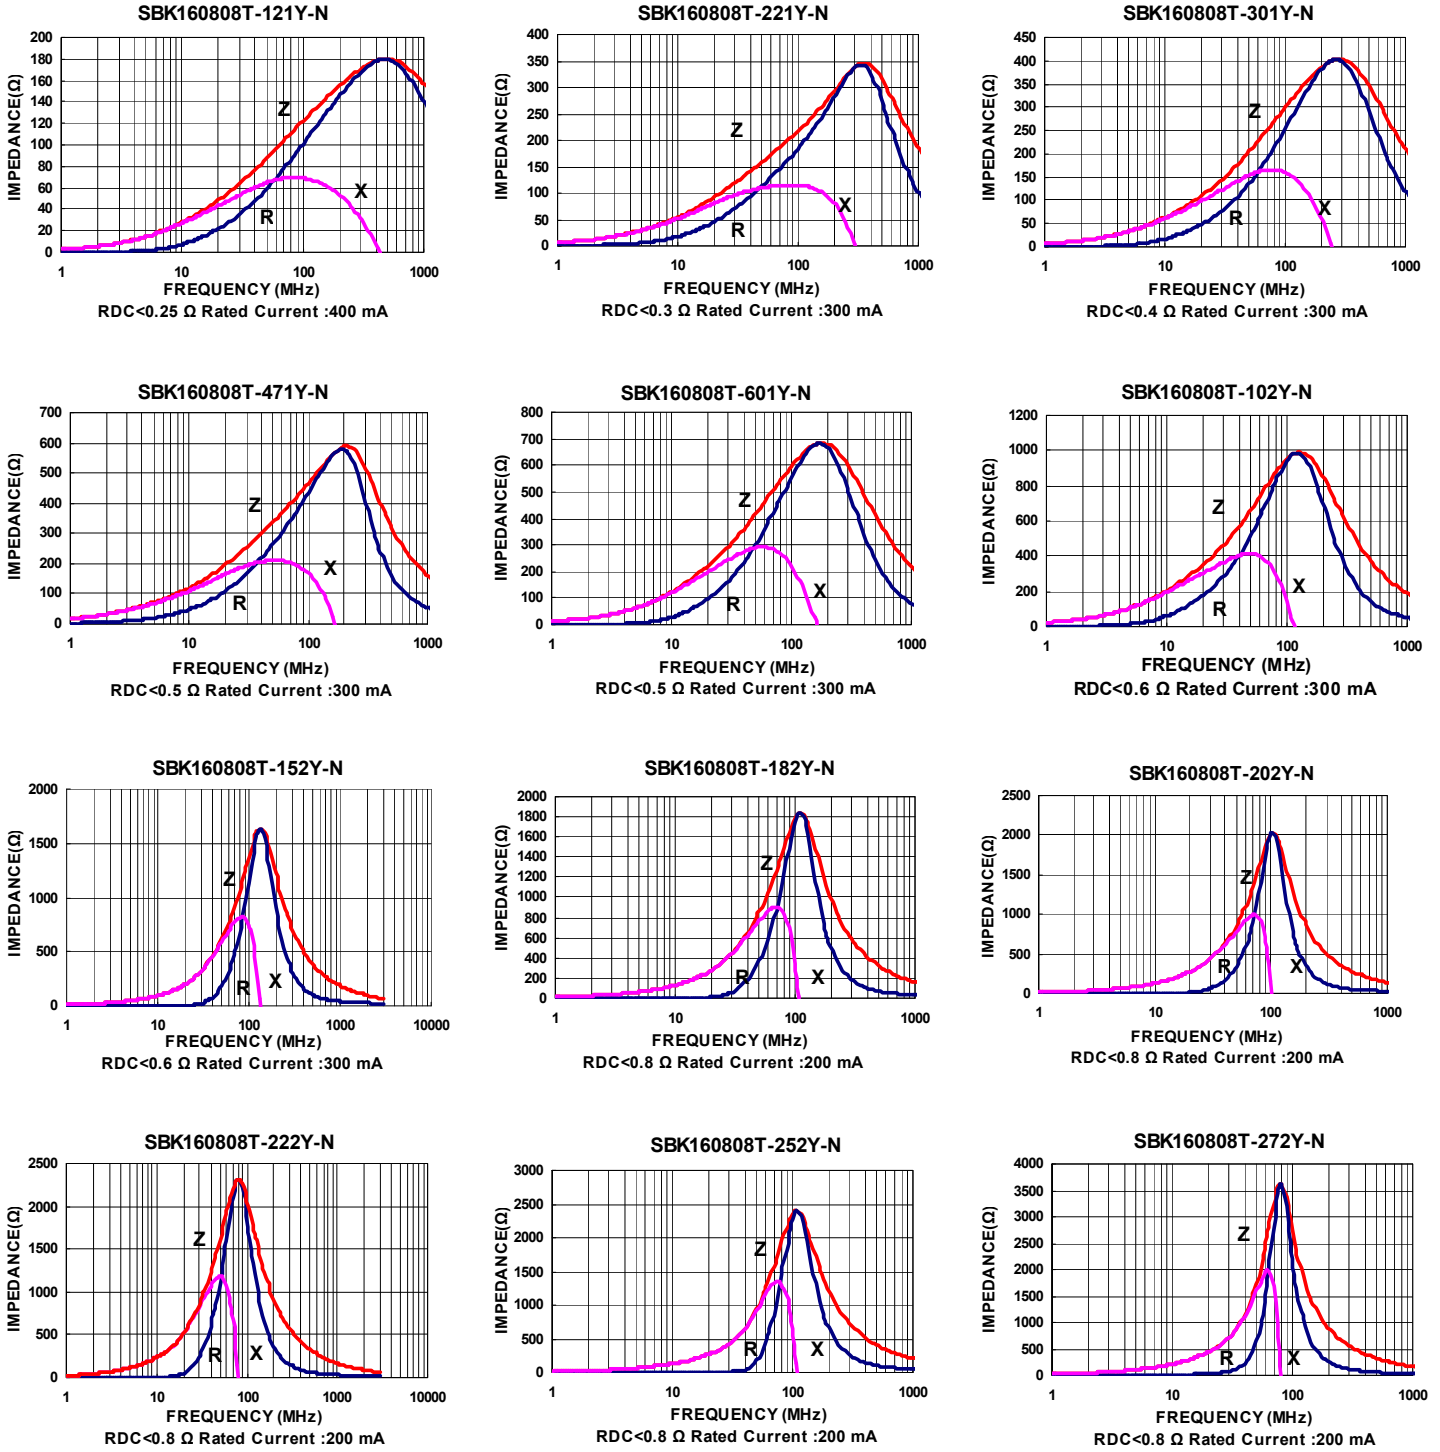 SBK160808T-121Y-N
IMPEDANCE(Ω)
200
180
160
140
120
100
80
60
40
20
0
Z
X
R
1 10 100 1000
FREQUENCY (MHz)
RDC<0.25 Ω Rated Current :400 mA
SBK160808T-221Y-N
IMPEDANCE(Ω)
400
350
300
250
200
150
100
50
0
Z
X
R
1 10 100 1000
FREQUENCY (MHz)
RDC<0.3 Ω Rated Current :300 mA
SBK160808T-301Y-N
IMPEDANCE(Ω)
450
400
350
300
250
200
150
100
50
0
Z
X
R
1 10 100 1000
FREQUENCY (MHz)
RDC<0.4 Ω Rated Current :300 mA
SBK160808T-471Y-N
IMPEDANCE(Ω)
700
600
500
400
300
200
100
0
Z
X
R
1 10 100 1000
FREQUENCY (MHz)
RDC<0.5 Ω Rated Current :300 mA
SBK160808T-601Y-N
IMPEDANCE(Ω)
800
700
600
500
400
300
200
100
0
Z
X
R
1 10 100 1000
FREQUENCY (MHz)
RDC<0.5 Ω Rated Current :300 mA
SBK160808T-102Y-N
IMPEDANCE(Ω)
1200
1000
800
600
400
200
0
Z
X
R
1 10 100 1000
FREQUENCY (MHz)
RDC<0.6 Ω Rated Current :300 mA
SBK160808T-152Y-N
IMPEDANCE(Ω)
2000
1500
1000
500
0
Z
X
R
1 10 100 1000 10000
FREQUENCY (MHz)
RDC<0.6 Ω Rated Current :300 mA
SBK160808T-182Y-N
IMPEDANCE(Ω)
2000
1800
1600
1400
1200
1000
800
600
400
200
0
Z
R
X
1 10 100 1000
FREQUENCY (MHz)
RDC<0.8 Ω Rated Current :200 mA
SBK160808T-202Y-N
IMPEDANCE(Ω)
2500
2000
1500
1000
500
0
Z
R
X
1 10 100 1000
FREQUENCY (MHz)
RDC<0.8 Ω Rated Current :200 mA
SBK160808T-222Y-N
IMPEDANCE(Ω)
2500
2000
1500
1000
500
0
Z
R
X
1 10 100 1000 10000
FREQUENCY (MHz)
RDC<0.8 Ω Rated Current :200 mA
SBK160808T-252Y-N
IMPEDANCE(Ω)
3000
2500
2000
1500
1000
500
0
Z
R
X
1 10 100 1000
FREQUENCY (MHz)
RDC<0.8 Ω Rated Current :200 mA
SBK160808T-272Y-N
IMPEDANCE(Ω)
4000
3500
3000
2500
2000
1500
1000
500
0
Z
R
X
1 10 100 1000
FREQUENCY (MHz)
RDC<0.8 Ω Rated Current :200 mA